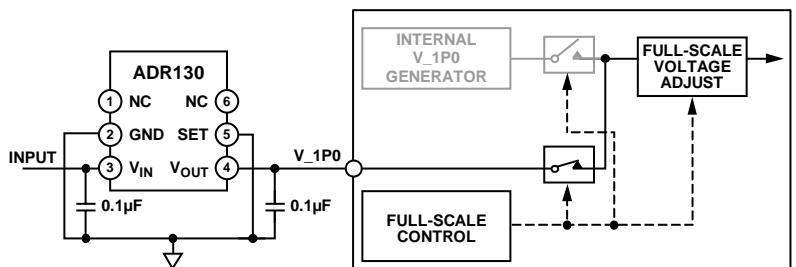 ADR130
1 NC
NC 6
2 GND
SET 5
INPUT
3 VIN
VOUT 4
V_1P0
0.1µF
0.1µF
INTERNAL
V_1P0
GENERATOR
FULL-SCALE
VOLTAGE
ADJUST
FULL-SCALE
CONTROL